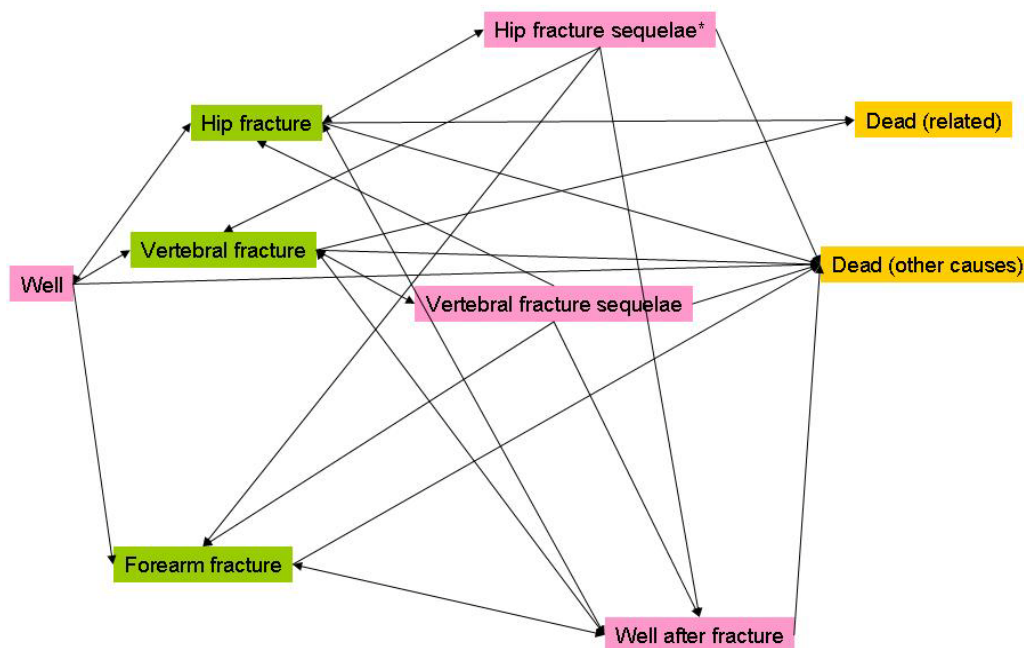 Hip fracture sequelae*
Hip fracture
Dead (related)
Vertebral fracture
Dead (other causes)
Well
Vertebral fracture sequelae
Forearm fracture
Well after fracture